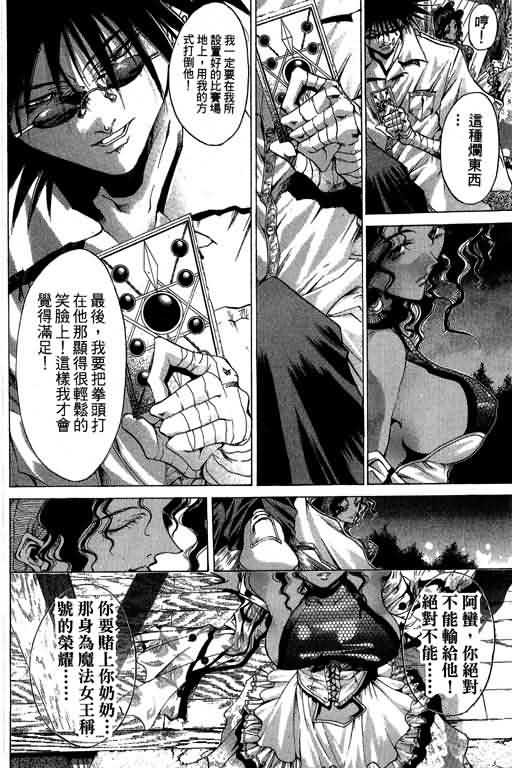 哼！
這種爛東西
⋯
我一定要在我所
設置好的比賽場
地上，用我的方
式打倒他！
最後，我要把拳頭打
在他那顯得很輕鬆的
笑臉上！這樣我才會
覺得滿足！
阿蠻，你絕對
不能輸給他！
絕對不能⋯⋯
你要賭上你奶奶⋯
那身為魔法女王稱
號的榮耀⋯⋯